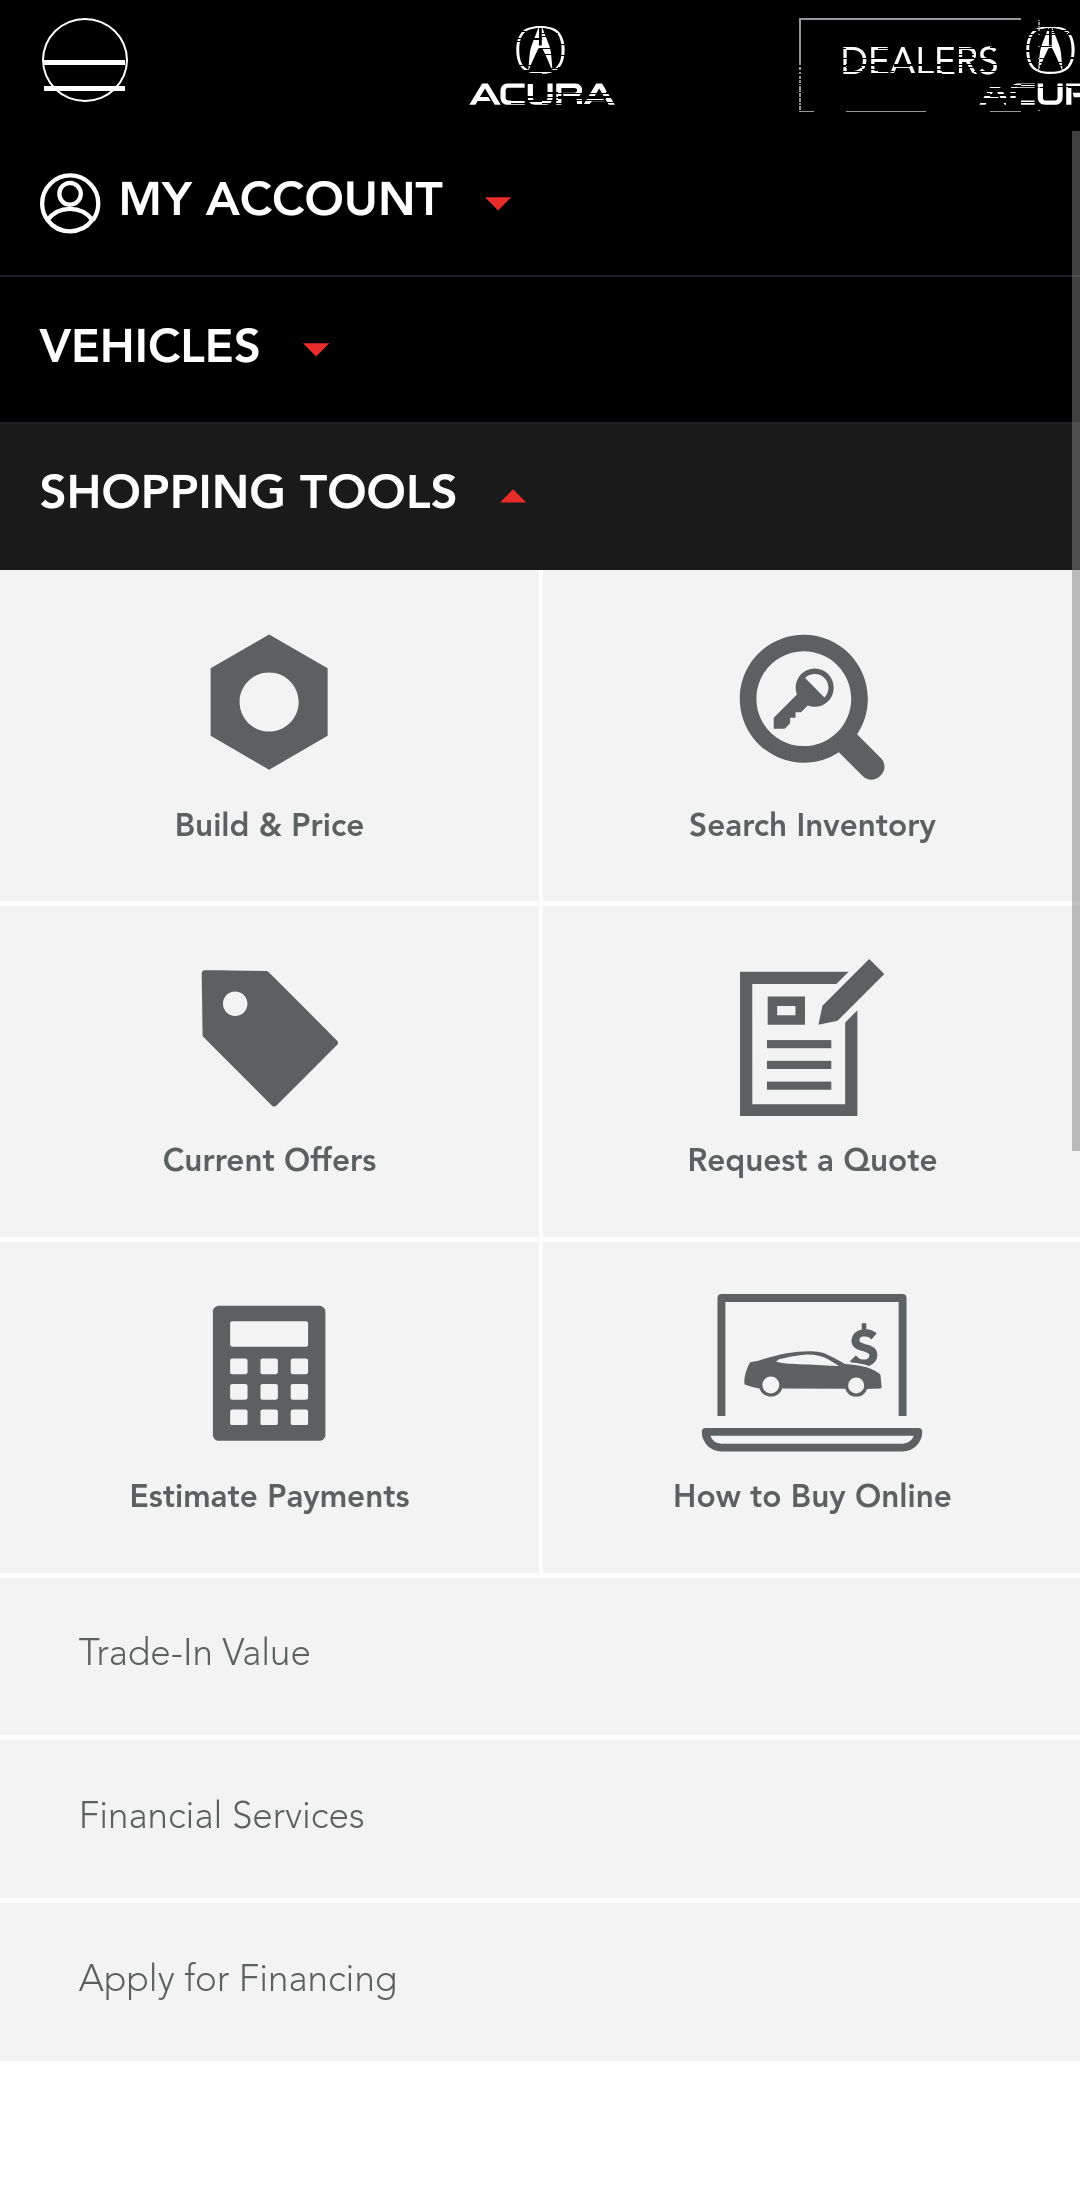 ACURA
DEALERS
MY ACCOUNT
VEHICLES
SHOPPING TOOLS
Build & Price
Search Inventory
Current Offers
Request a Quote
Estimate Payments
$
How to Buy Online
Trade-In Value
Financial Services
Apply for Financing